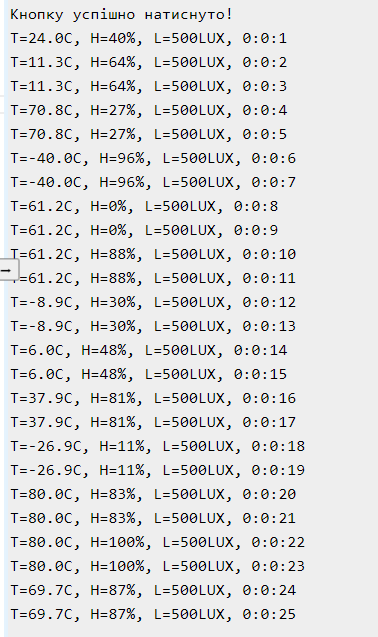 Кнопку успішно натиснуто!
T=24.0C, H=40%, L=500LUX, 0:0:1
T=11.3C, H=64%, L=500LUX, 0:0:2
T=11.3C, H=64%, L=500LUX, 0:0:3
T=70.8C, H=27%, L=500LUX, 0:0:4
T=70.8C, H=27%, L=500LUX, 0:0:5
T=-40.0C, H=96%, L=500LUX, 0:0:6
T=-40.0C, H=96%, L=500LUX, 0:0:7
T=61.2C, H=0%, L=500LUX, 0:0:8
T=61.2C, H=0%, L=500LUX, 0:0:9
T=61.2C, H=88%, L=500LUX, 0:0:10
T=61.2C, H=88%, L=500LUX, 0:0:11
T=-8.9C, H=30%, L=500LUX, 0:0:12
T=-8.9C, H=30%, L=500LUX, 0:0:13
T=6.0C, H=48%, L=500LUX, 0:0:14
T=6.0C, H=48%, L=500LUX, 0:0:15
T=37.9C, H=81%, L=500LUX, 0:0:16
T=37.9C, H=81%, L=500LUX, 0:0:17
T=-26.9C, H=11%, L=500LUX, 0:0:18
T=-26.9C, H=11%, L=500LUX, 0:0:19
T=80.0C, H=83%, L=500LUX, 0:0:20
T=80.0C, H=83%, L=500LUX, 0:0:21
T=80.0C, H=100%, L=500LUX, 0:0:22
T=80.0C, H=100%, L=500LUX, 0:0:23
T=69.7C, H=87%, L=500LUX, 0:0:24
T=69.7C, H=87%, L=500LUX, 0:0:25